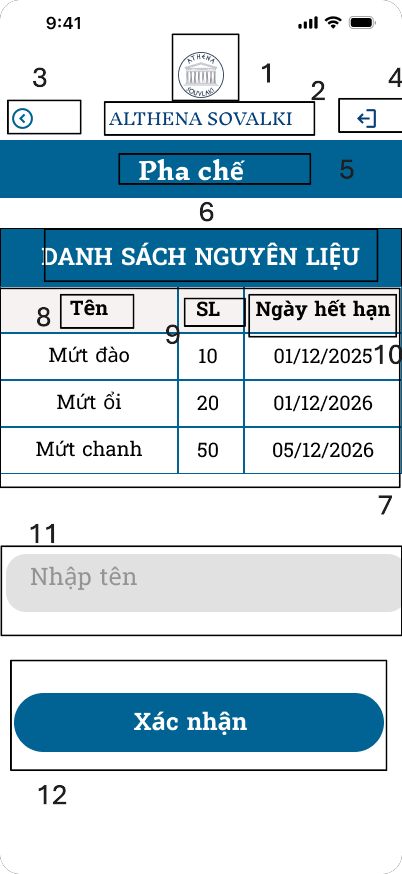 9:41
ATHENA
SOUVLAKI
1
2
3
4
ALTHENA SOVALKI
Pha chế
5
6
DANH SÁCH NGUYÊN LIỆU
8
Tên
9
SL
Ngày hết hạn
10
Mứt đào 10 01/12/2025
Mứt ổi 20 01/12/2026
Mứt chanh 50 05/12/2026
7
11
Nhập tên
Xác nhận
12